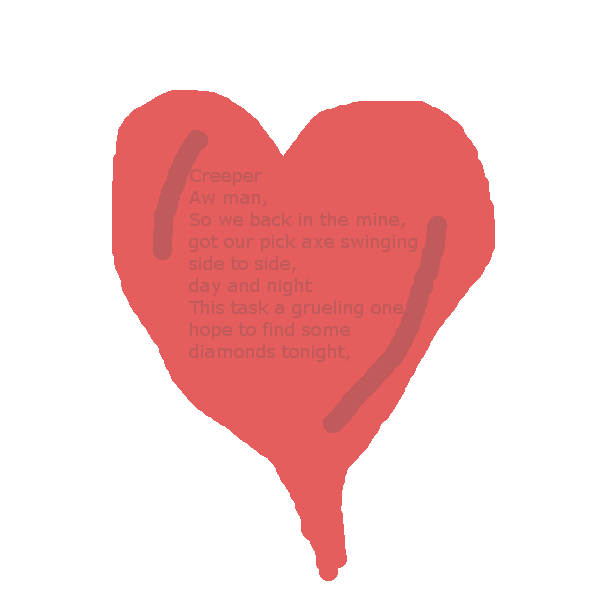 Creeper
Aw man,
So we back in the mine,
got our pick axe swinging
side to side,
day and night
This task a grueling one
hope to find some
diamonds tonight,